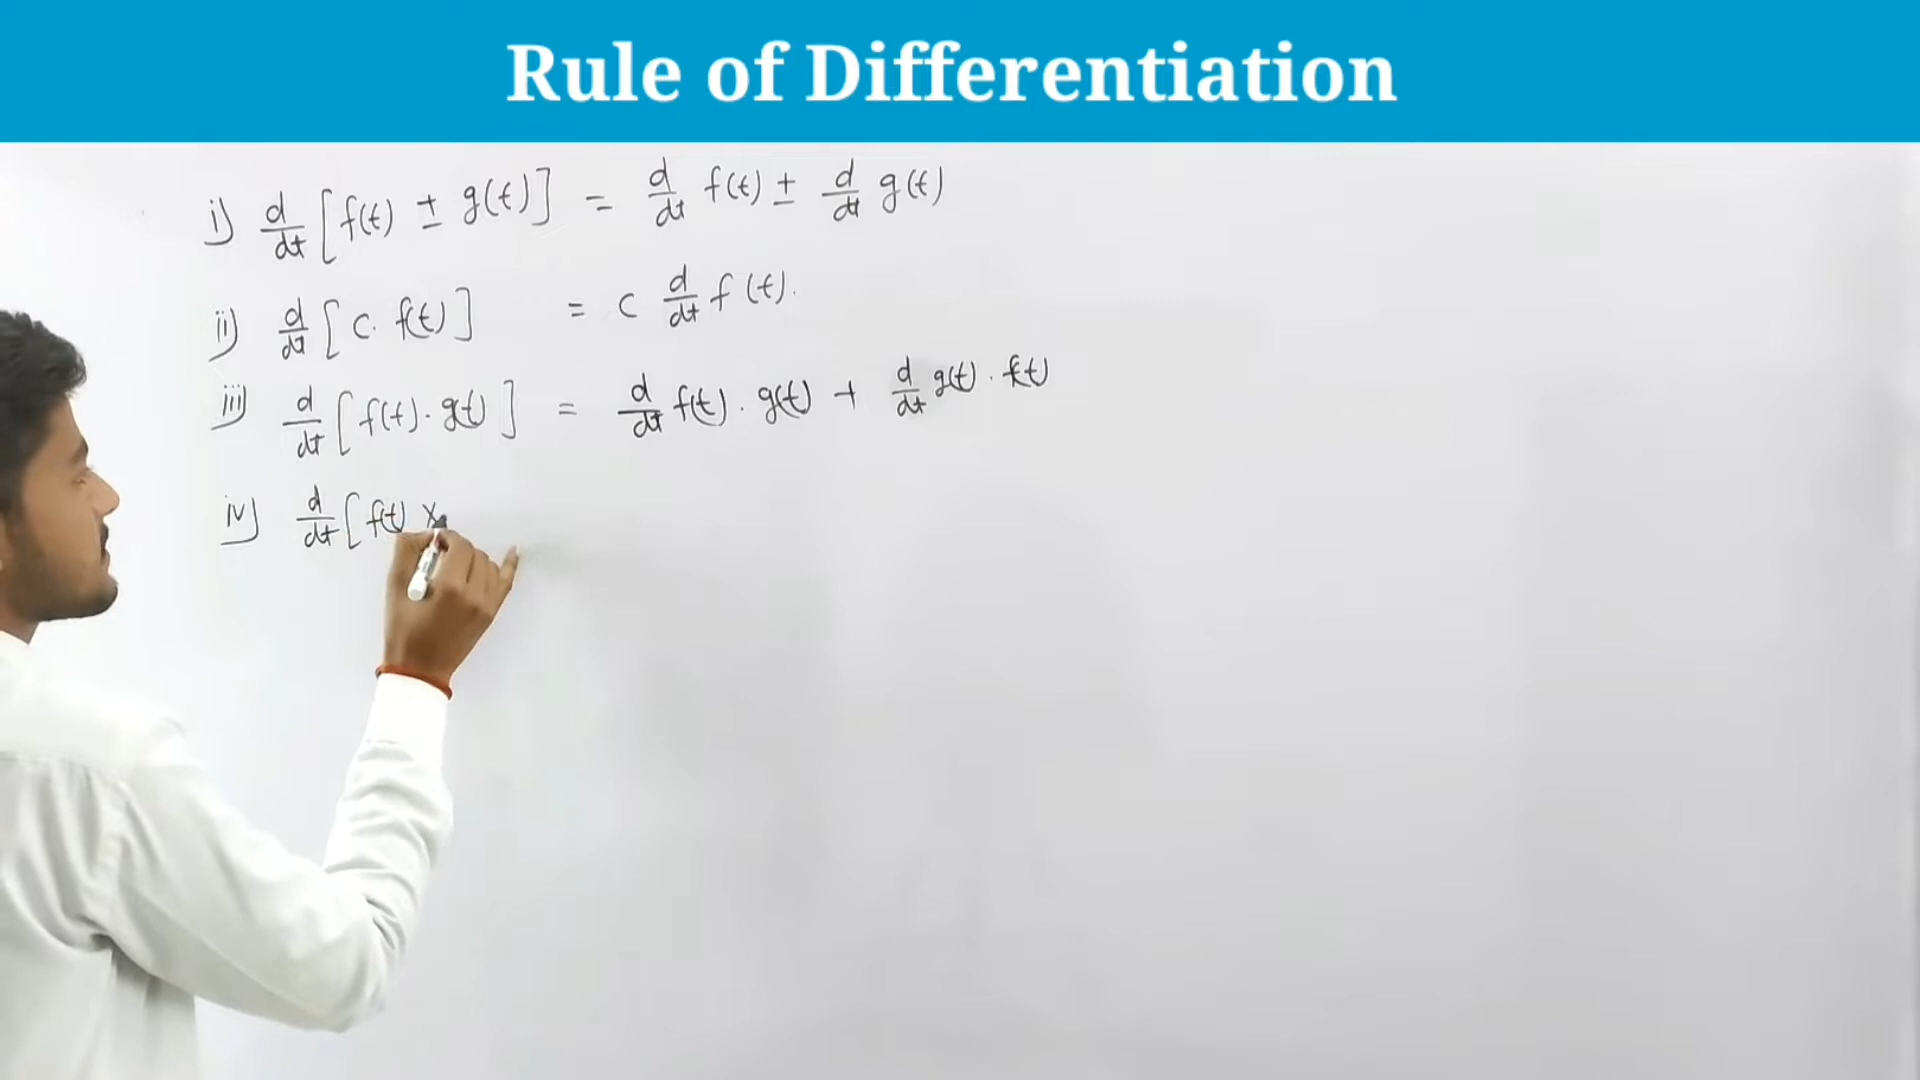 Rule of Differentiation
i) d/dt [f(t) ± g(t)] = d/dt f(t) ± d/dt g(t)
ii) d/dt [c. f(t)] = c d/dt f(t).
iii) d/dt [f(t) . g(t)] = d/dt f(t) . g(t) + d/dt g(t) . f(t)
iv) d/dt [f(t) ×